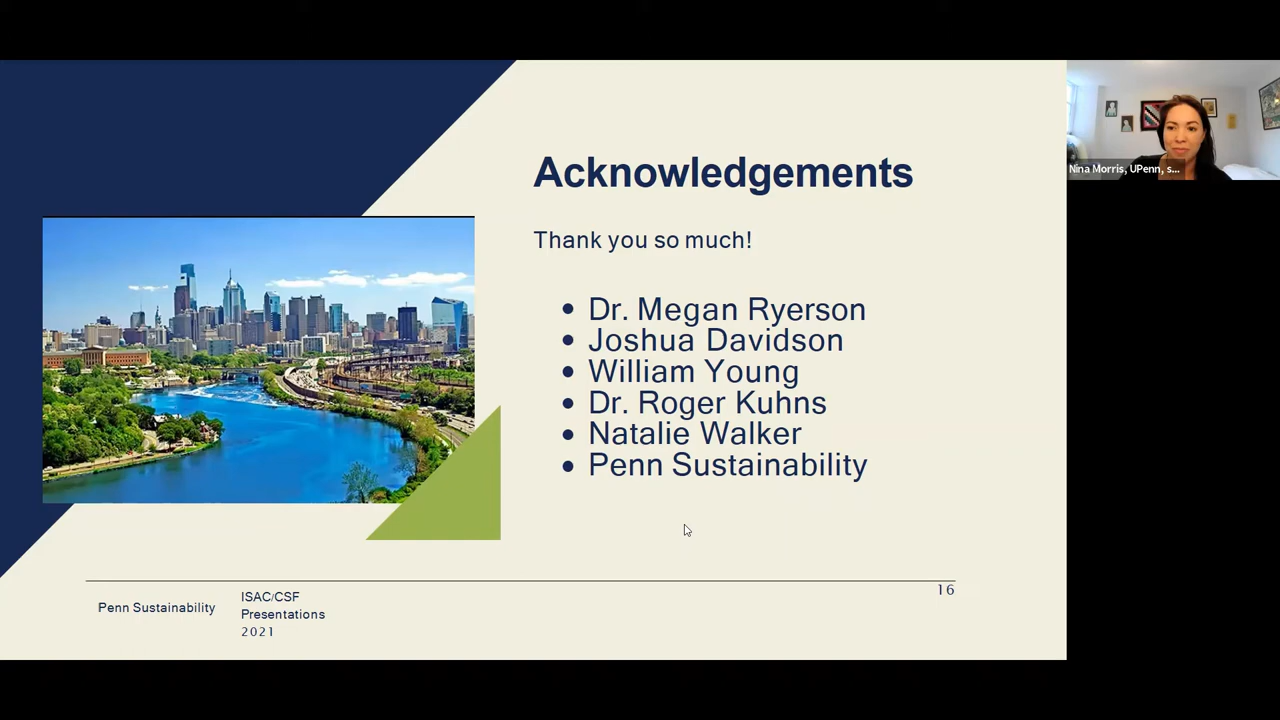 Acknowledgements
Thank you so much!
• Dr. Megan Ryerson
• Joshua Davidson
• William Young
• Dr. Roger Kuhns
• Natalie Walker
• Penn Sustainability
Penn Sustainability
ISAC/CSF
Presentations
2021
16
Nina Morris, UPenn, s...